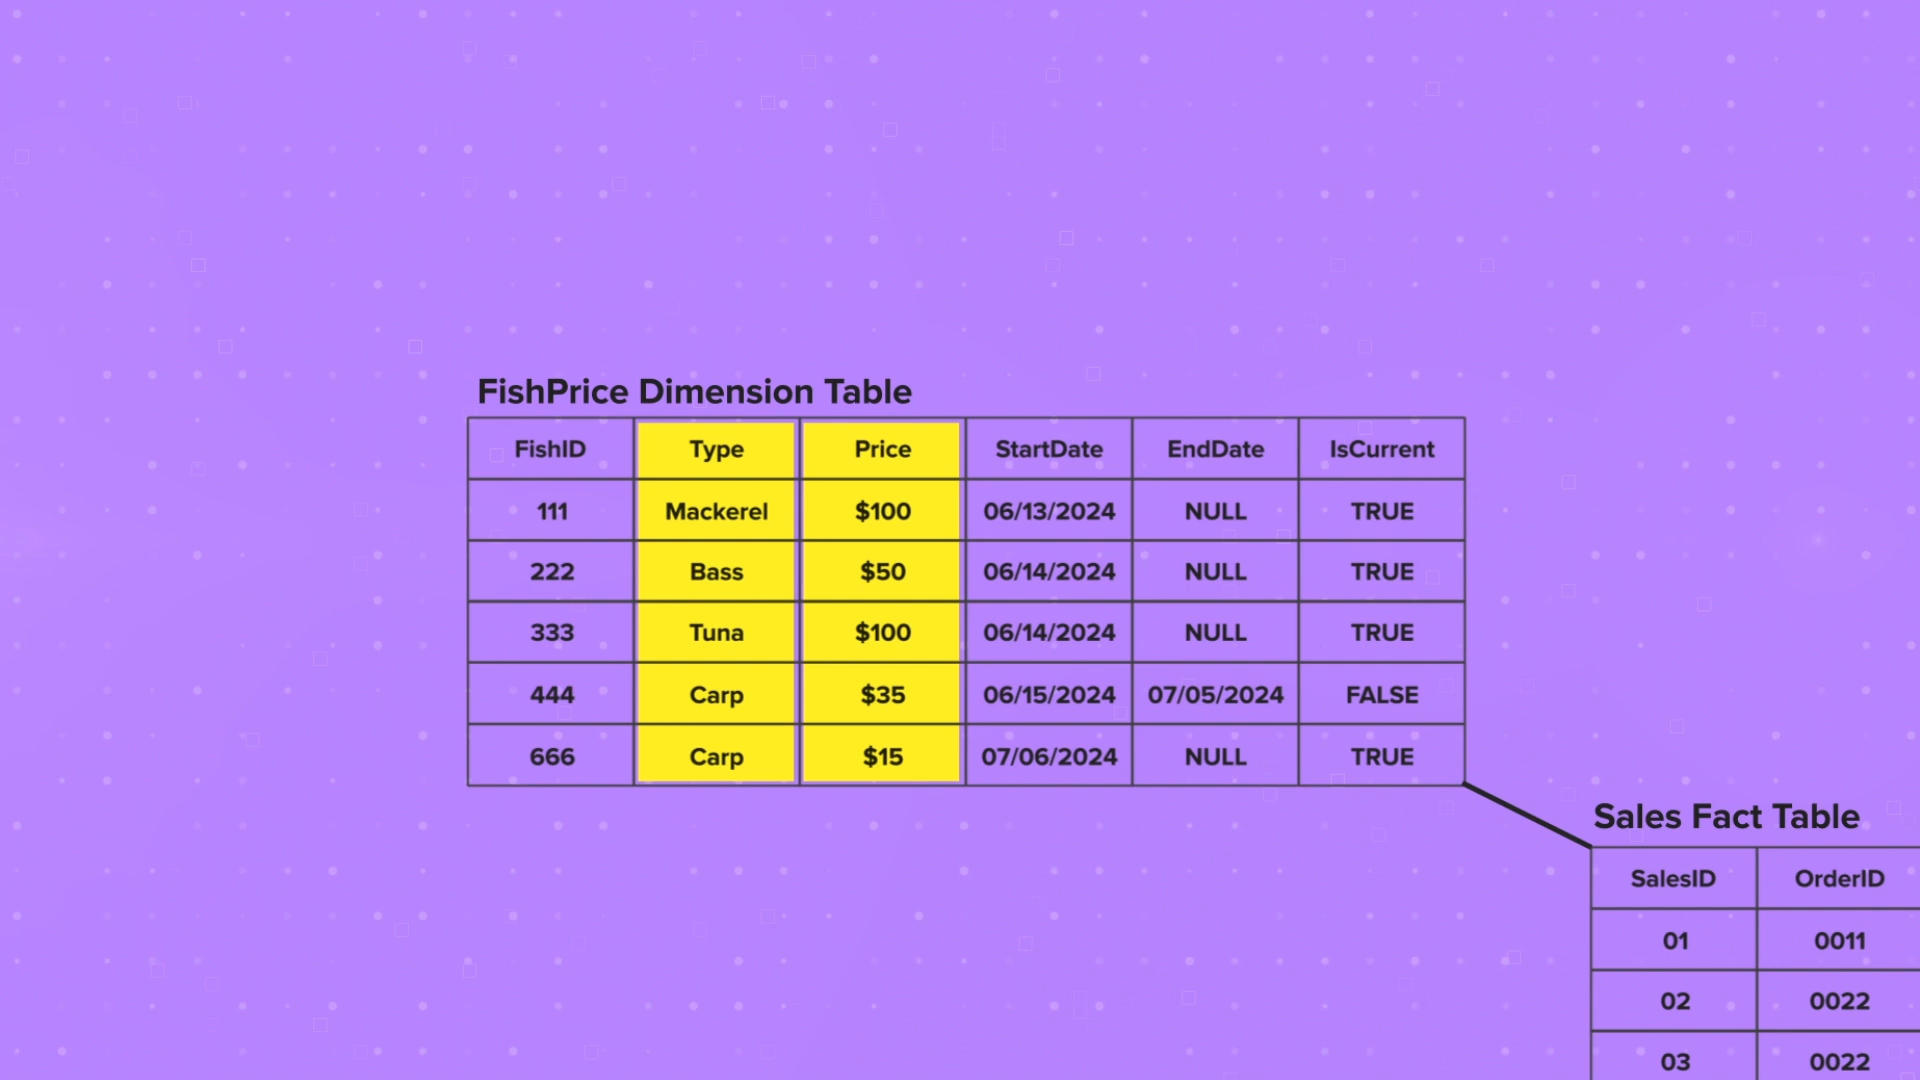 FishPrice Dimension Table
FishID Type Price StartDate EndDate IsCurrent
111 Mackerel $100 06/13/2024 NULL TRUE
222 Bass $50 06/14/2024 NULL TRUE
333 Tuna $100 06/14/2024 NULL TRUE
444 Carp $35 06/15/2024 07/05/2024 FALSE
666 Carp $15 07/06/2024 NULL TRUE
Sales Fact Table
SalesID OrderID
01 0011
02 0022
03 0022